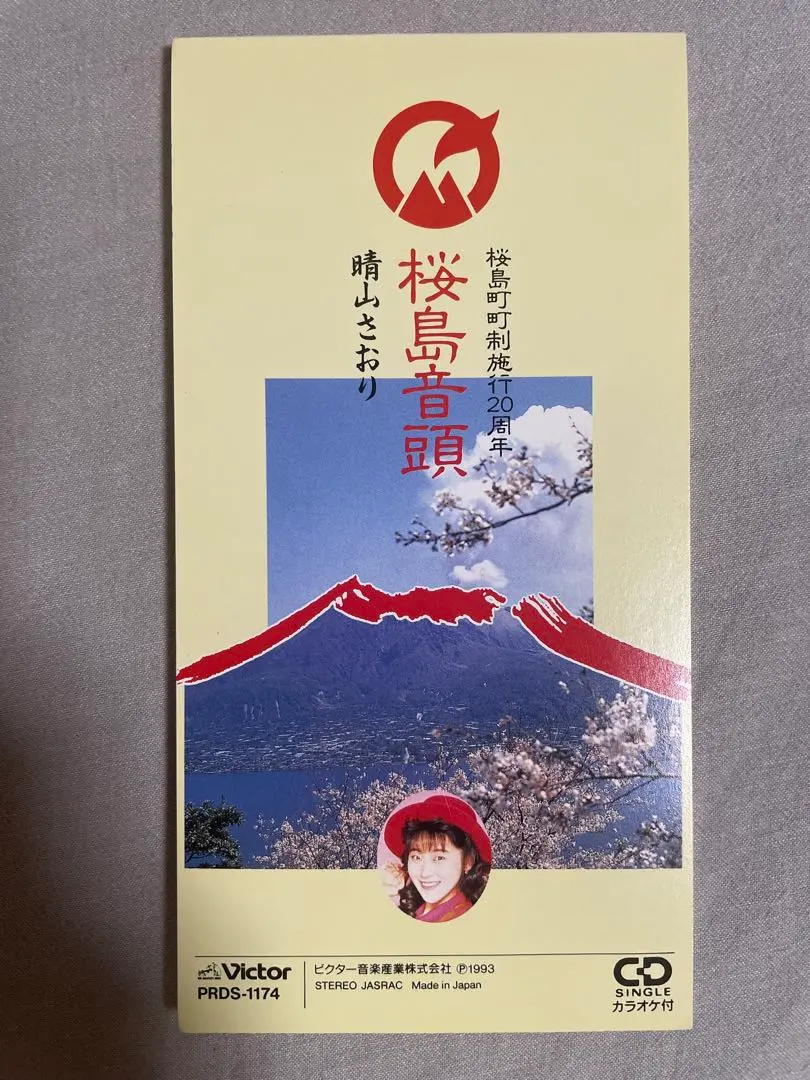 桜島町町制施行20周年
桜島音頭
晴山さおり
Victor
PRDS-1174
ビクター音楽産業株式会社 ℗1993
STEREO JASRAC Made in Japan
CD
SINGLE
カラオケ付